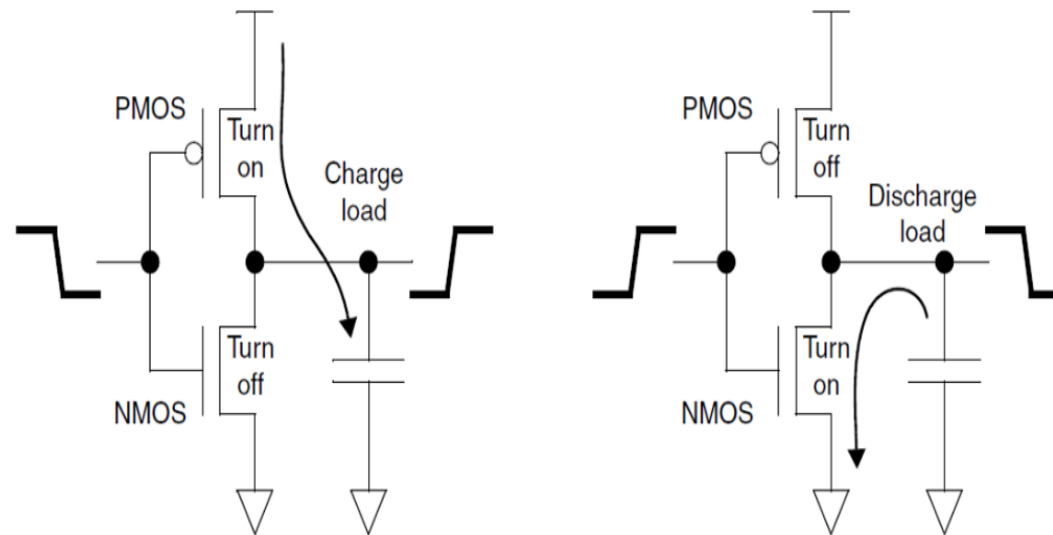 PMOS
Turn
on
Charge
load
Turn
off
NMOS
PMOS
Turn
off
Discharge
load
Turn
on
NMOS